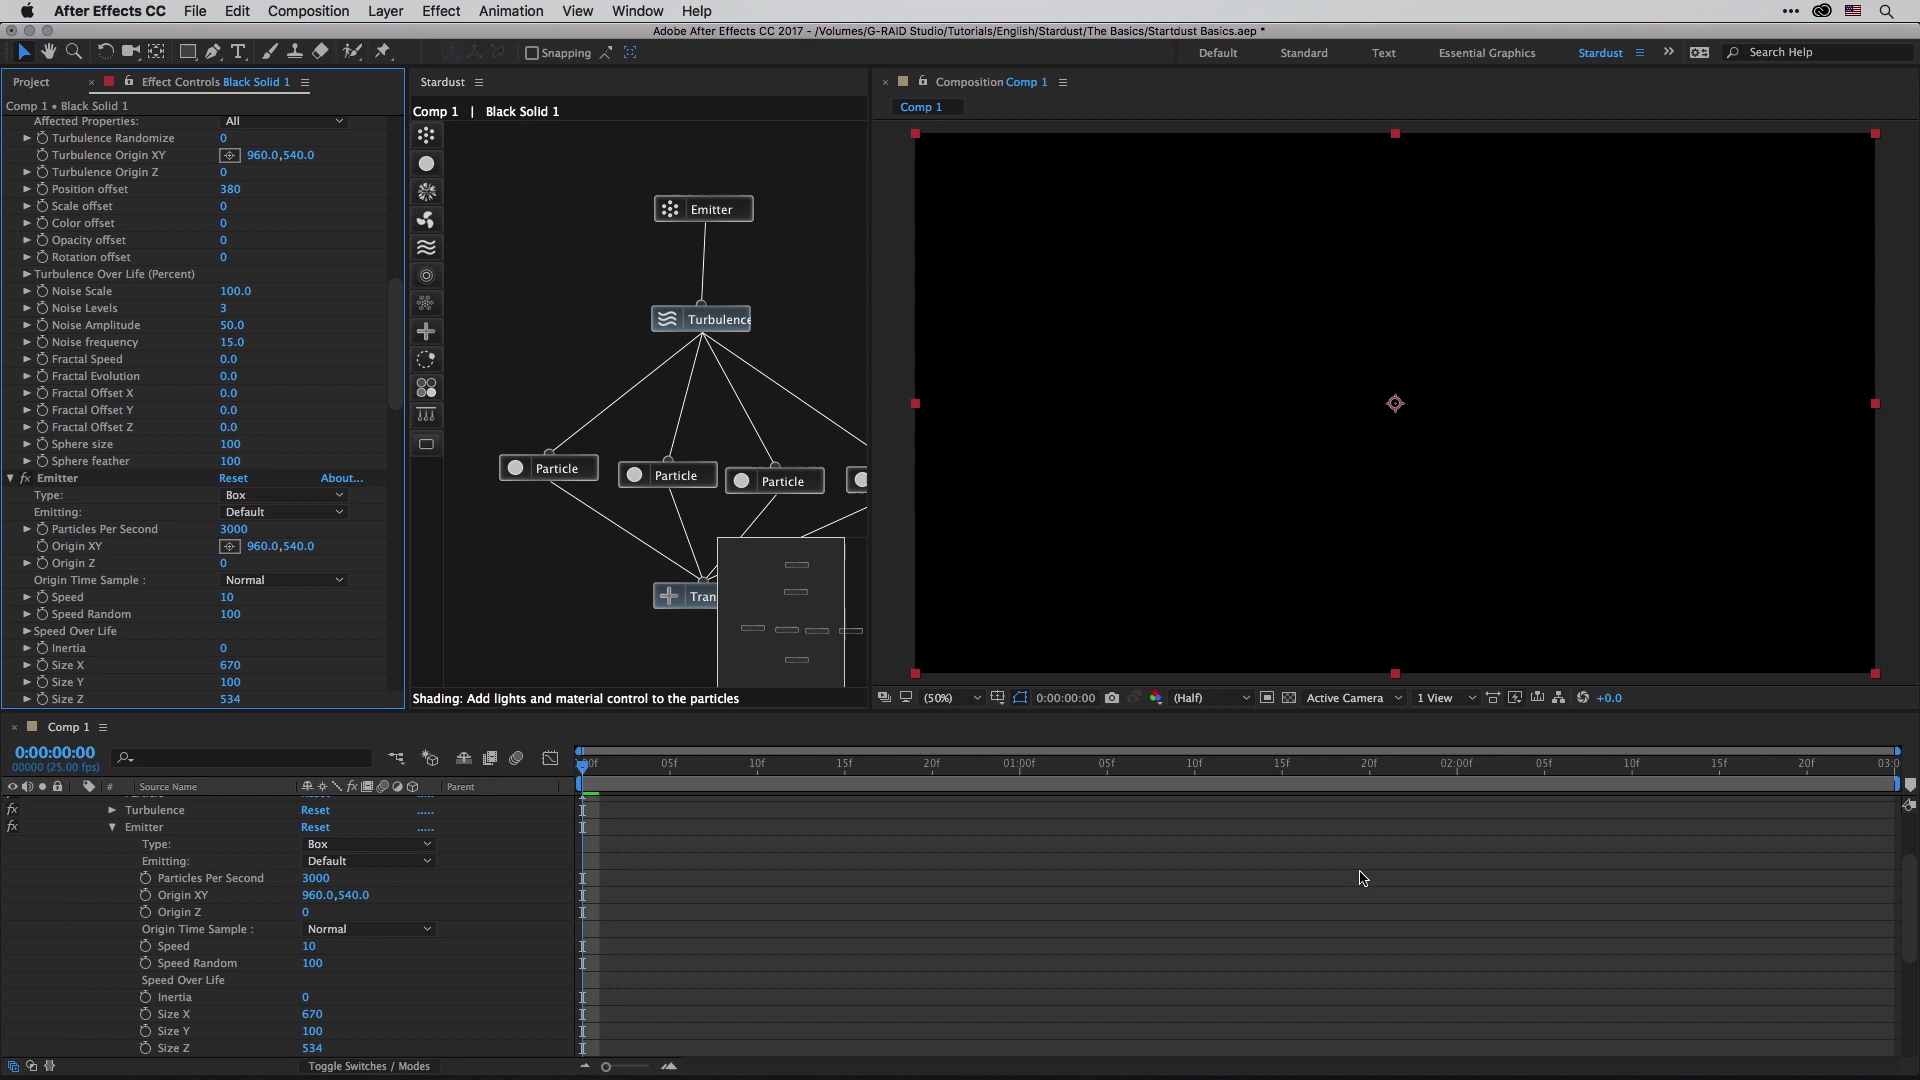 After Effects CC File Edit Composition Layer Effect Animation View Window Help
Adobe After Effects CC 2017 - /Volumes/G-RAID Studio/Tutorials/English/Stardust/The Basics/Startdust Basics.aep *
Snapping Default Standard Text Essential Graphics Stardust Search Help
Project Effect Controls Black Solid 1
Comp 1 • Black Solid 1
Affected Properties: All
Turbulence Randomize 0
Turbulence Origin XY 960.0,540.0
Turbulence Origin Z 0
Position offset 380
Scale offset 0
Color offset 0
Opacity offset 0
Rotation offset 0
Turbulence Over Life (Percent)
Noise Scale 100.0
Noise Levels 3
Noise Amplitude 50.0
Noise frequency 15.0
Fractal Speed 0.0
Fractal Evolution 0.0
Fractal Offset X 0.0
Fractal Offset Y 0.0
Fractal Offset Z 0.0
Sphere size 100
Sphere feather 100
fx Emitter Reset About...
Type: Box
Emitting: Default
Particles Per Second 3000
Origin XY 960.0,540.0
Origin Z 0
Origin Time Sample : Normal
Speed 10
Speed Random 100
Speed Over Life
Inertia 0
Size X 670
Size Y 100
Size Z 534
Stardust
Comp 1 | Black Solid 1
Emitter
Turbulence
Particle
Particle
Particle
Tran
Shading: Add lights and material control to the particles
Composition Comp 1
Comp 1
(50%) 0:00:00:00 (Half) Active Camera 1 View +0.0
Comp 1
0:00:00:00
00000 (25.00 fps)
:00f 05f 10f 15f 20f 01:00f 05f 10f 15f 20f 02:00f 05f 10f 15f 20f 03:0
# Source Name fx Parent
fx Turbulence Reset .....
fx Emitter Reset .....
Type: Box
Emitting: Default
Particles Per Second 3000
Origin XY 960.0,540.0
Origin Z 0
Origin Time Sample : Normal
Speed 10
Speed Random 100
Speed Over Life
Inertia 0
Size X 670
Size Y 100
Size Z 534
Toggle Switches / Modes